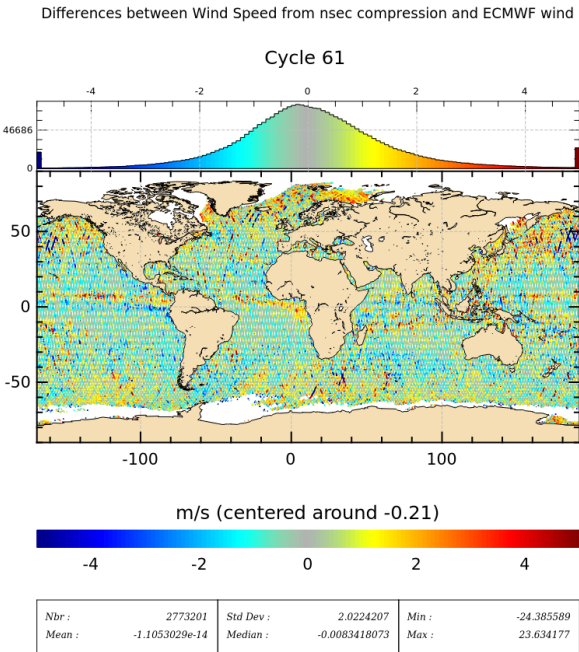 Differences between Wind Speed from nsec compression and ECMWF wind
Cycle 61
-4 -2 0 2 4
46686
0
50
0
-50
-100 0 100
m/s (centered around -0.21)
-4 -2 0 2 4
Nbr : 2773201 Std Dev : 2.0224207 Min : -24.385589
Mean : -1.1053029e-14 Median : -0.0083418073 Max : 23.634177